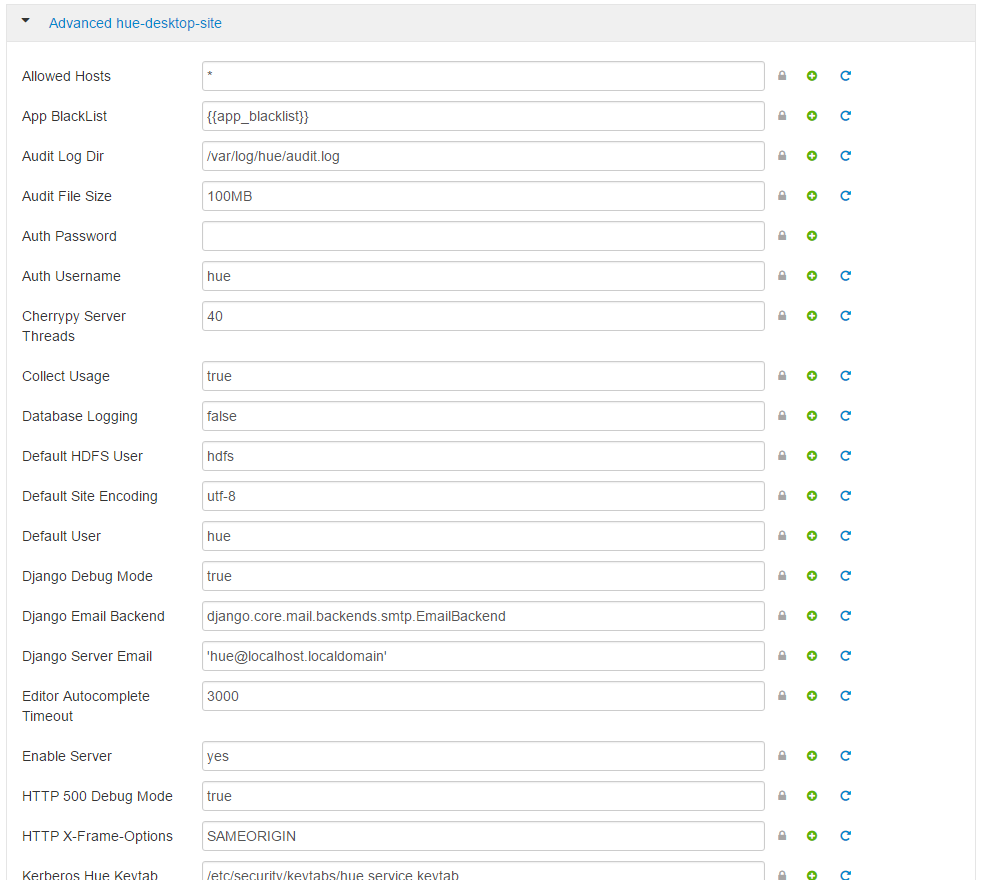 Advanced hue-desktop-site
Allowed Hosts *
App BlackList {{app_blacklist}}
Audit Log Dir /var/log/hue/audit.log
Audit File Size 100MB
Auth Password
Auth Username hue
Cherrypy Server 40
Threads
Collect Usage true
Database Logging false
Default HDFS User hdfs
Default Site Encoding utf-8
Default User hue
Django Debug Mode true
Django Email Backend django.core.mail.backends.smtp.EmailBackend
Django Server Email 'hue@localhost.localdomain'
Editor Autocomplete 3000
Timeout
Enable Server yes
HTTP 500 Debug Mode true
HTTP X-Frame-Options SAMEORIGIN
Kerberos Hue Keytab /etc/security/keytabs/hue.service.keytab